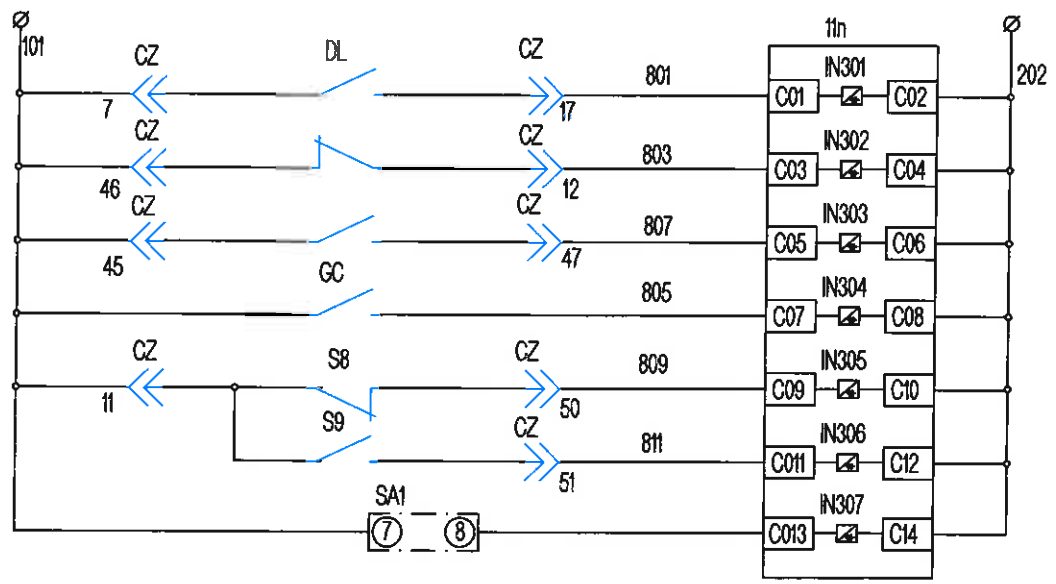 101
11n
202
CZ
DL
CZ
801
IN301
7
17
C01
C02
CZ
CZ
803
IN302
46
12
C03
C04
CZ
CZ
807
IN303
45
47
C05
C06
GC
805
IN304
C07
C08
CZ
S8
CZ
809
IN305
11
50
C09
C10
S9
CZ
811
IN306
51
C011
C12
SA1
IN307
7
8
C013
C14